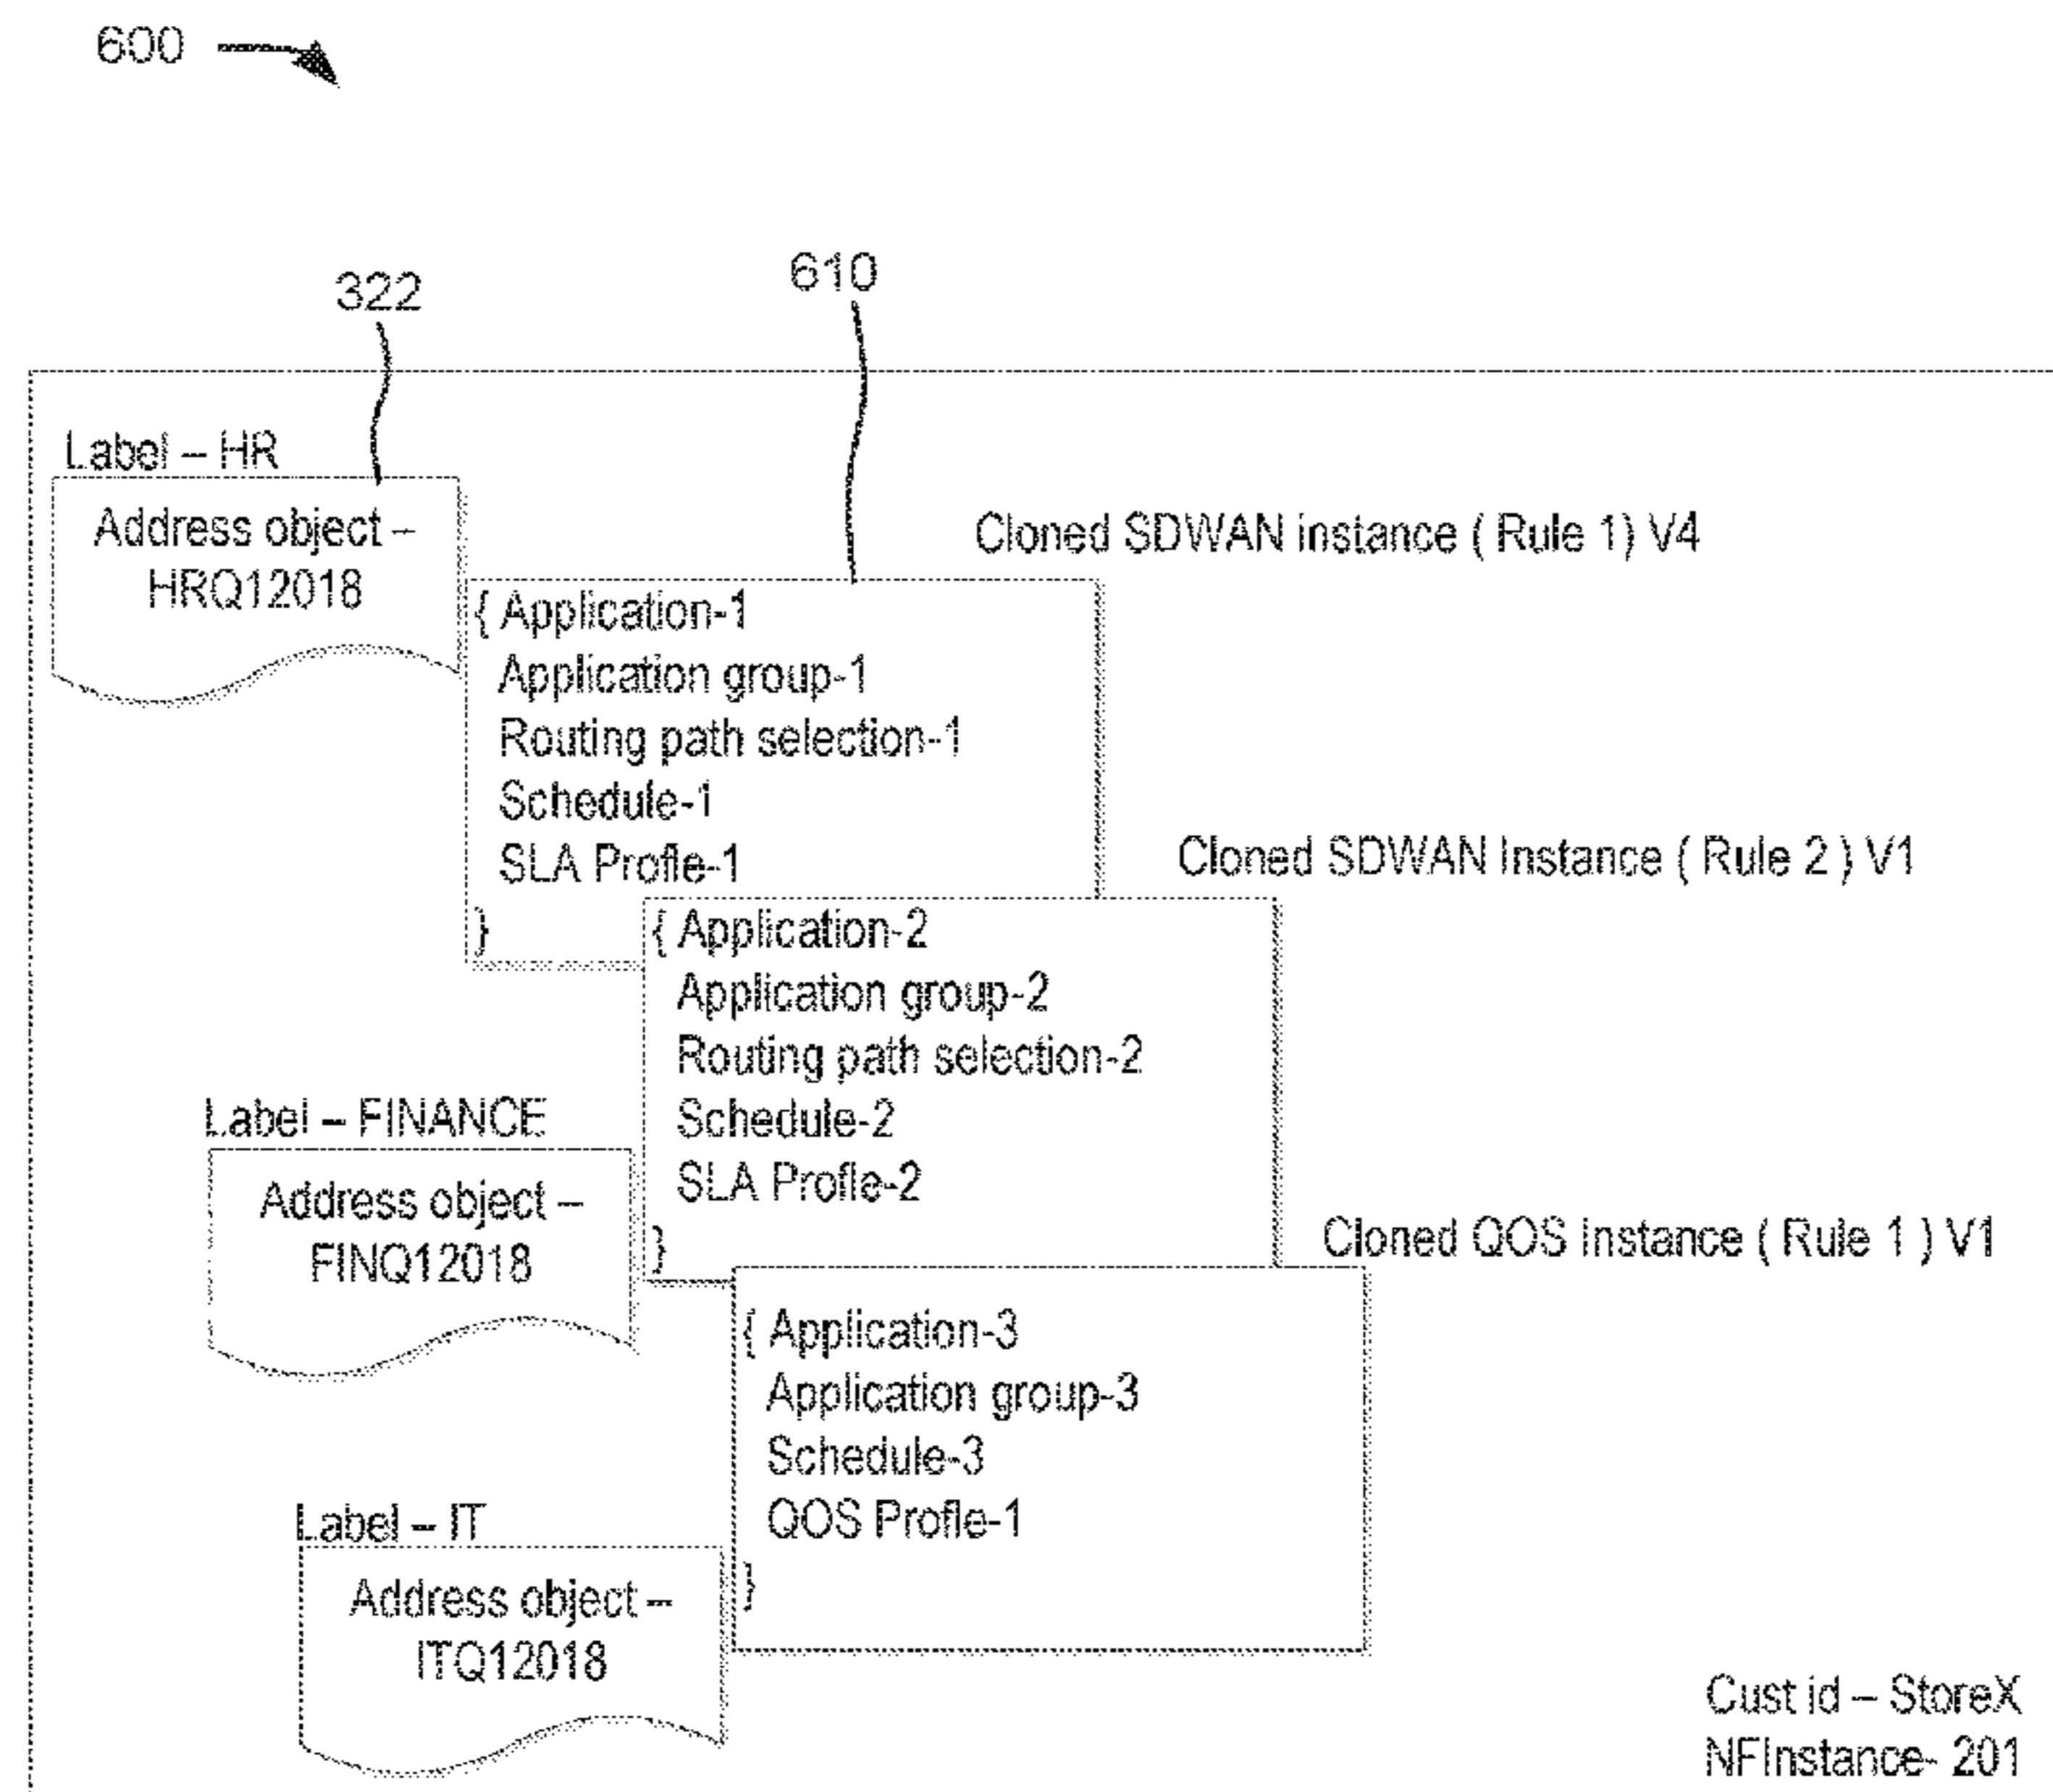 600
322
610
Label – HR
Address object –
HRQ12018
Cloned SDWAN instance ( Rule 1) V4
{ Application-1
Application group-1
Routing path selection-1
Schedule-1
SLA Profle-1
}
Cloned SDWAN Instance ( Rule 2 ) V1
{ Application-2
Application group-2
Routing path selection-2
Schedule-2
SLA Profle-2
}
Label – FINANCE
Address object –
FINQ12018
Cloned QOS instance ( Rule 1 ) V1
{ Application-3
Application group-3
Schedule-3
QOS Profle-1
}
Label – IT
Address object –
ITQ12018
Cust id – StoreX
NFInstance- 201